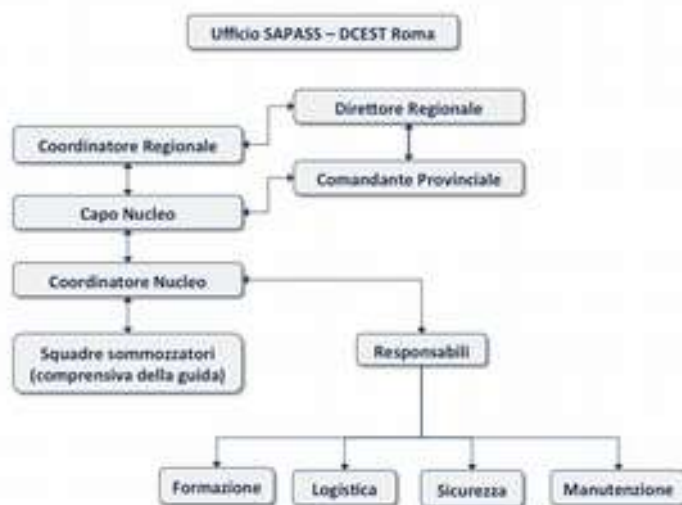 Ufficio SAPASS – DCEST Roma
Direttore Regionale
Coordinatore Regionale
Comandante Provinciale
Capo Nucleo
Coordinatore Nucleo
Squadre sommozzatori
(comprensiva della guida)
Responsabili
Formazione
Logistica
Sicurezza
Manutenzione